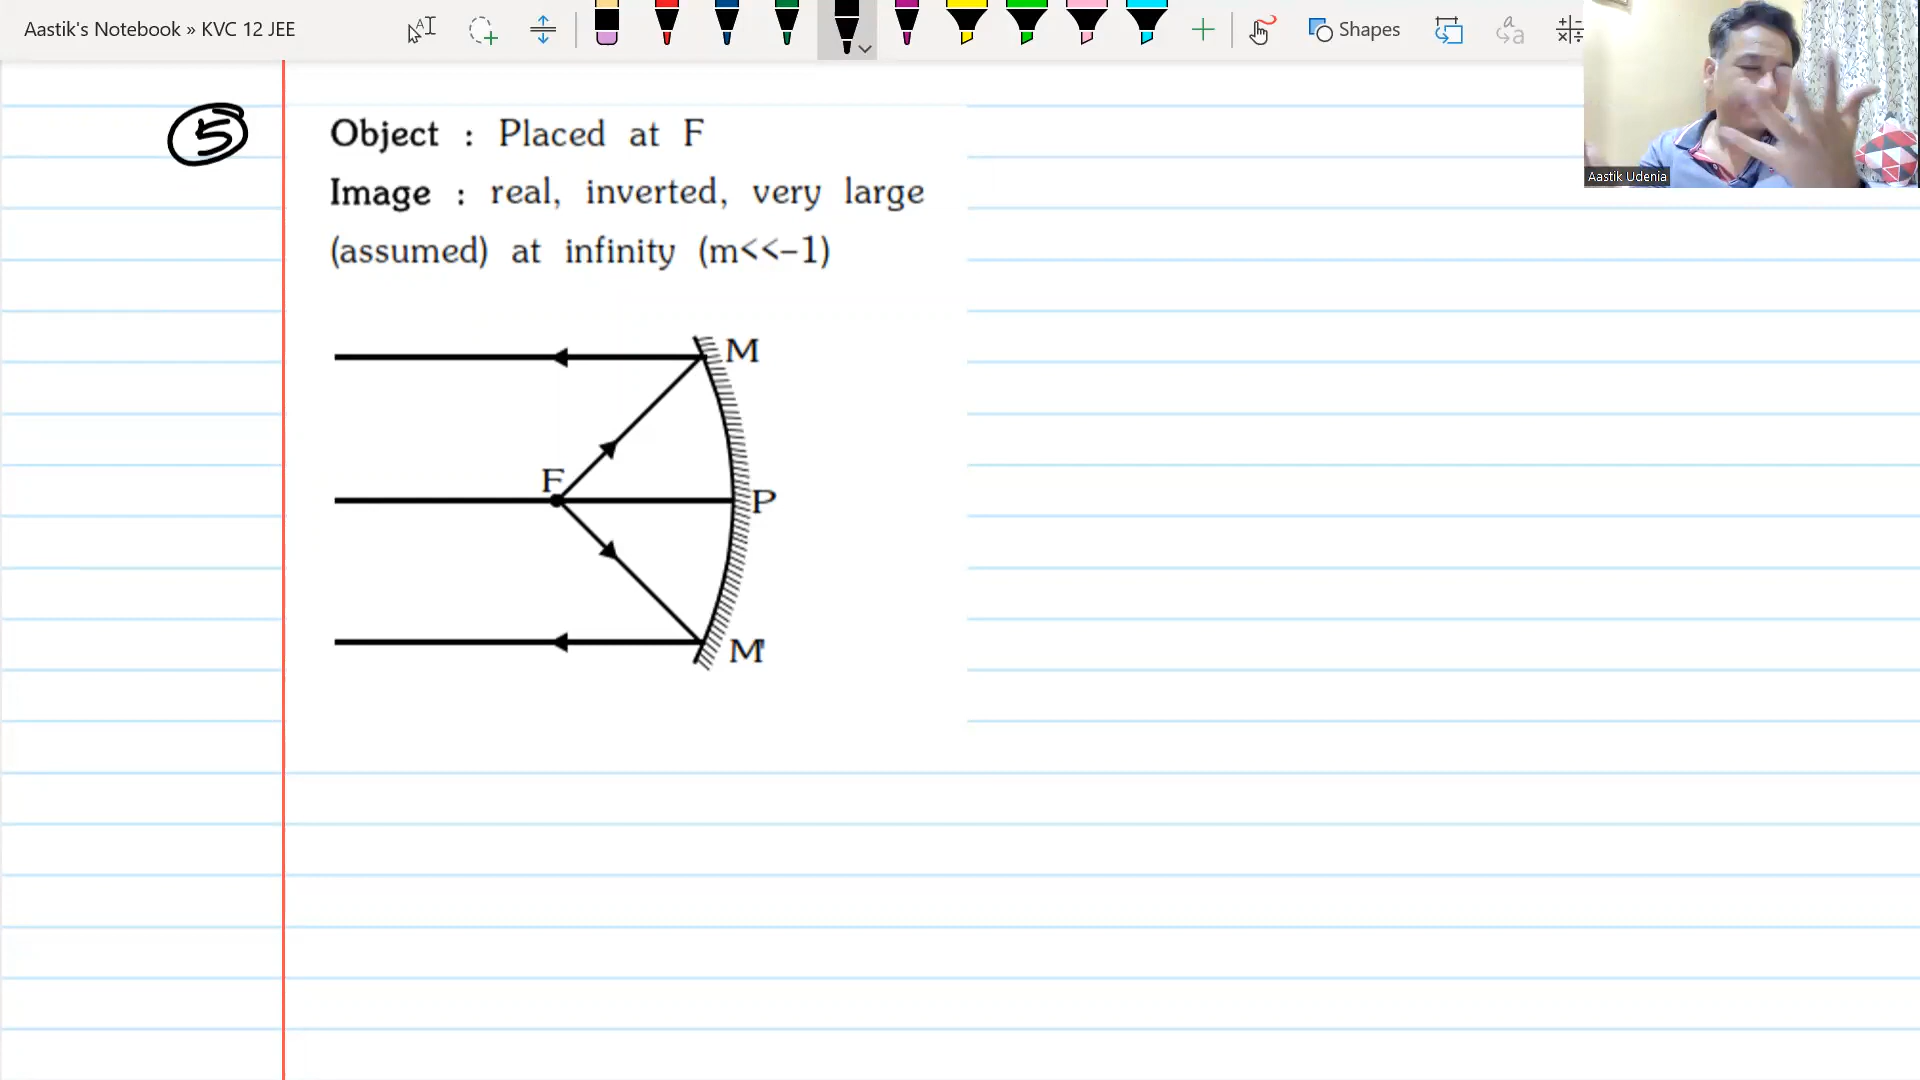 Aastik's Notebook » KVC 12 JEE
Shapes
Aastik Udenia
5
Object : Placed at F
Image : real, inverted, very large
(assumed) at infinity (m<<–1)
M
F
P
M'